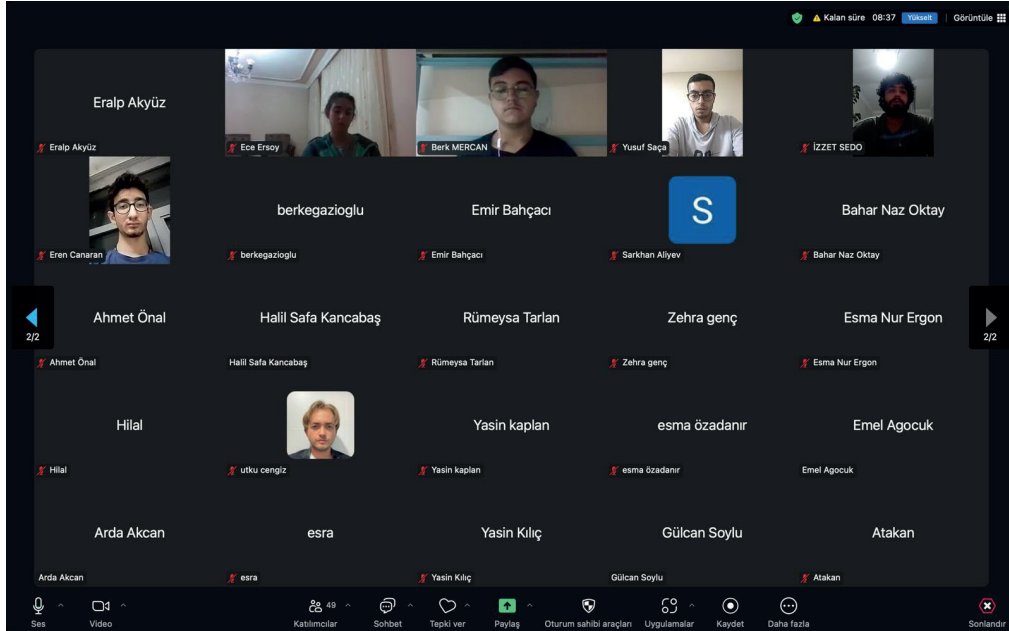 Kalan süre 08:37 Yükselt Görüntüle
Eralp Akyüz
Eralp Akyüz
Ece Ersoy
Berk MERCAN
Yusuf Saça
İZZET SEDO
berkegazioglu
Emir Bahçacı
S
Bahar Naz Oktay
Eren Canaran
berkegazioglu
Emir Bahçacı
Sarkhan Aliyev
Bahar Naz Oktay
Ahmet Önal
Halil Safa Kancabaş
Rümeysa Tarlan
Zehra genç
Esma Nur Ergon
2/2
2/2
Ahmet Önal
Halil Safa Kancabaş
Rümeysa Tarlan
Zehra genç
Esma Nur Ergon
Hilal
Yasin kaplan
esma özadanır
Emel Agocuk
Hilal
utku cengiz
Yasin kaplan
esma özadanır
Emel Agocuk
Arda Akcan
esra
Yasin Kılıç
Gülcan Soylu
Atakan
Arda Akcan
esra
Yasin Kılıç
Gülcan Soylu
Atakan
49
Ses
Video
Katılımcılar
Sohbet
Tepki ver
Paylaş
Oturum sahibi araçları
Uygulamalar
Kaydet
Daha fazla
Sonlandır